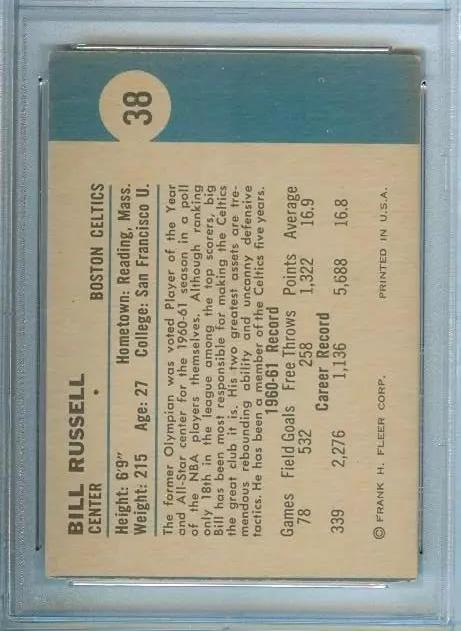 38
BILL RUSSELL
CENTER • BOSTON CELTICS
Height: 6'9" Hometown: Reading, Mass.
Weight: 215 Age: 27 College: San Francisco U.
The former Olympian was voted Player of the Year
and All-Star center for the 1960-61 season in a poll
of the NBA players themselves. Although ranking
only 18th in the league among the top scorers, big
Bill has been most responsible for making the Celtics
the great club it is. His two greatest assets are tre-
mendous rebounding ability and uncanny defensive
tactics. He has been a member of the Celtics five years.
1960-61 Record
Games Field Goals Free Throws Points Average
78 532 258 1,322 16.9
Career Record
339 2,276 1,136 5,688 16.8
© FRANK H. FLEER CORP. PRINTED IN U.S.A.